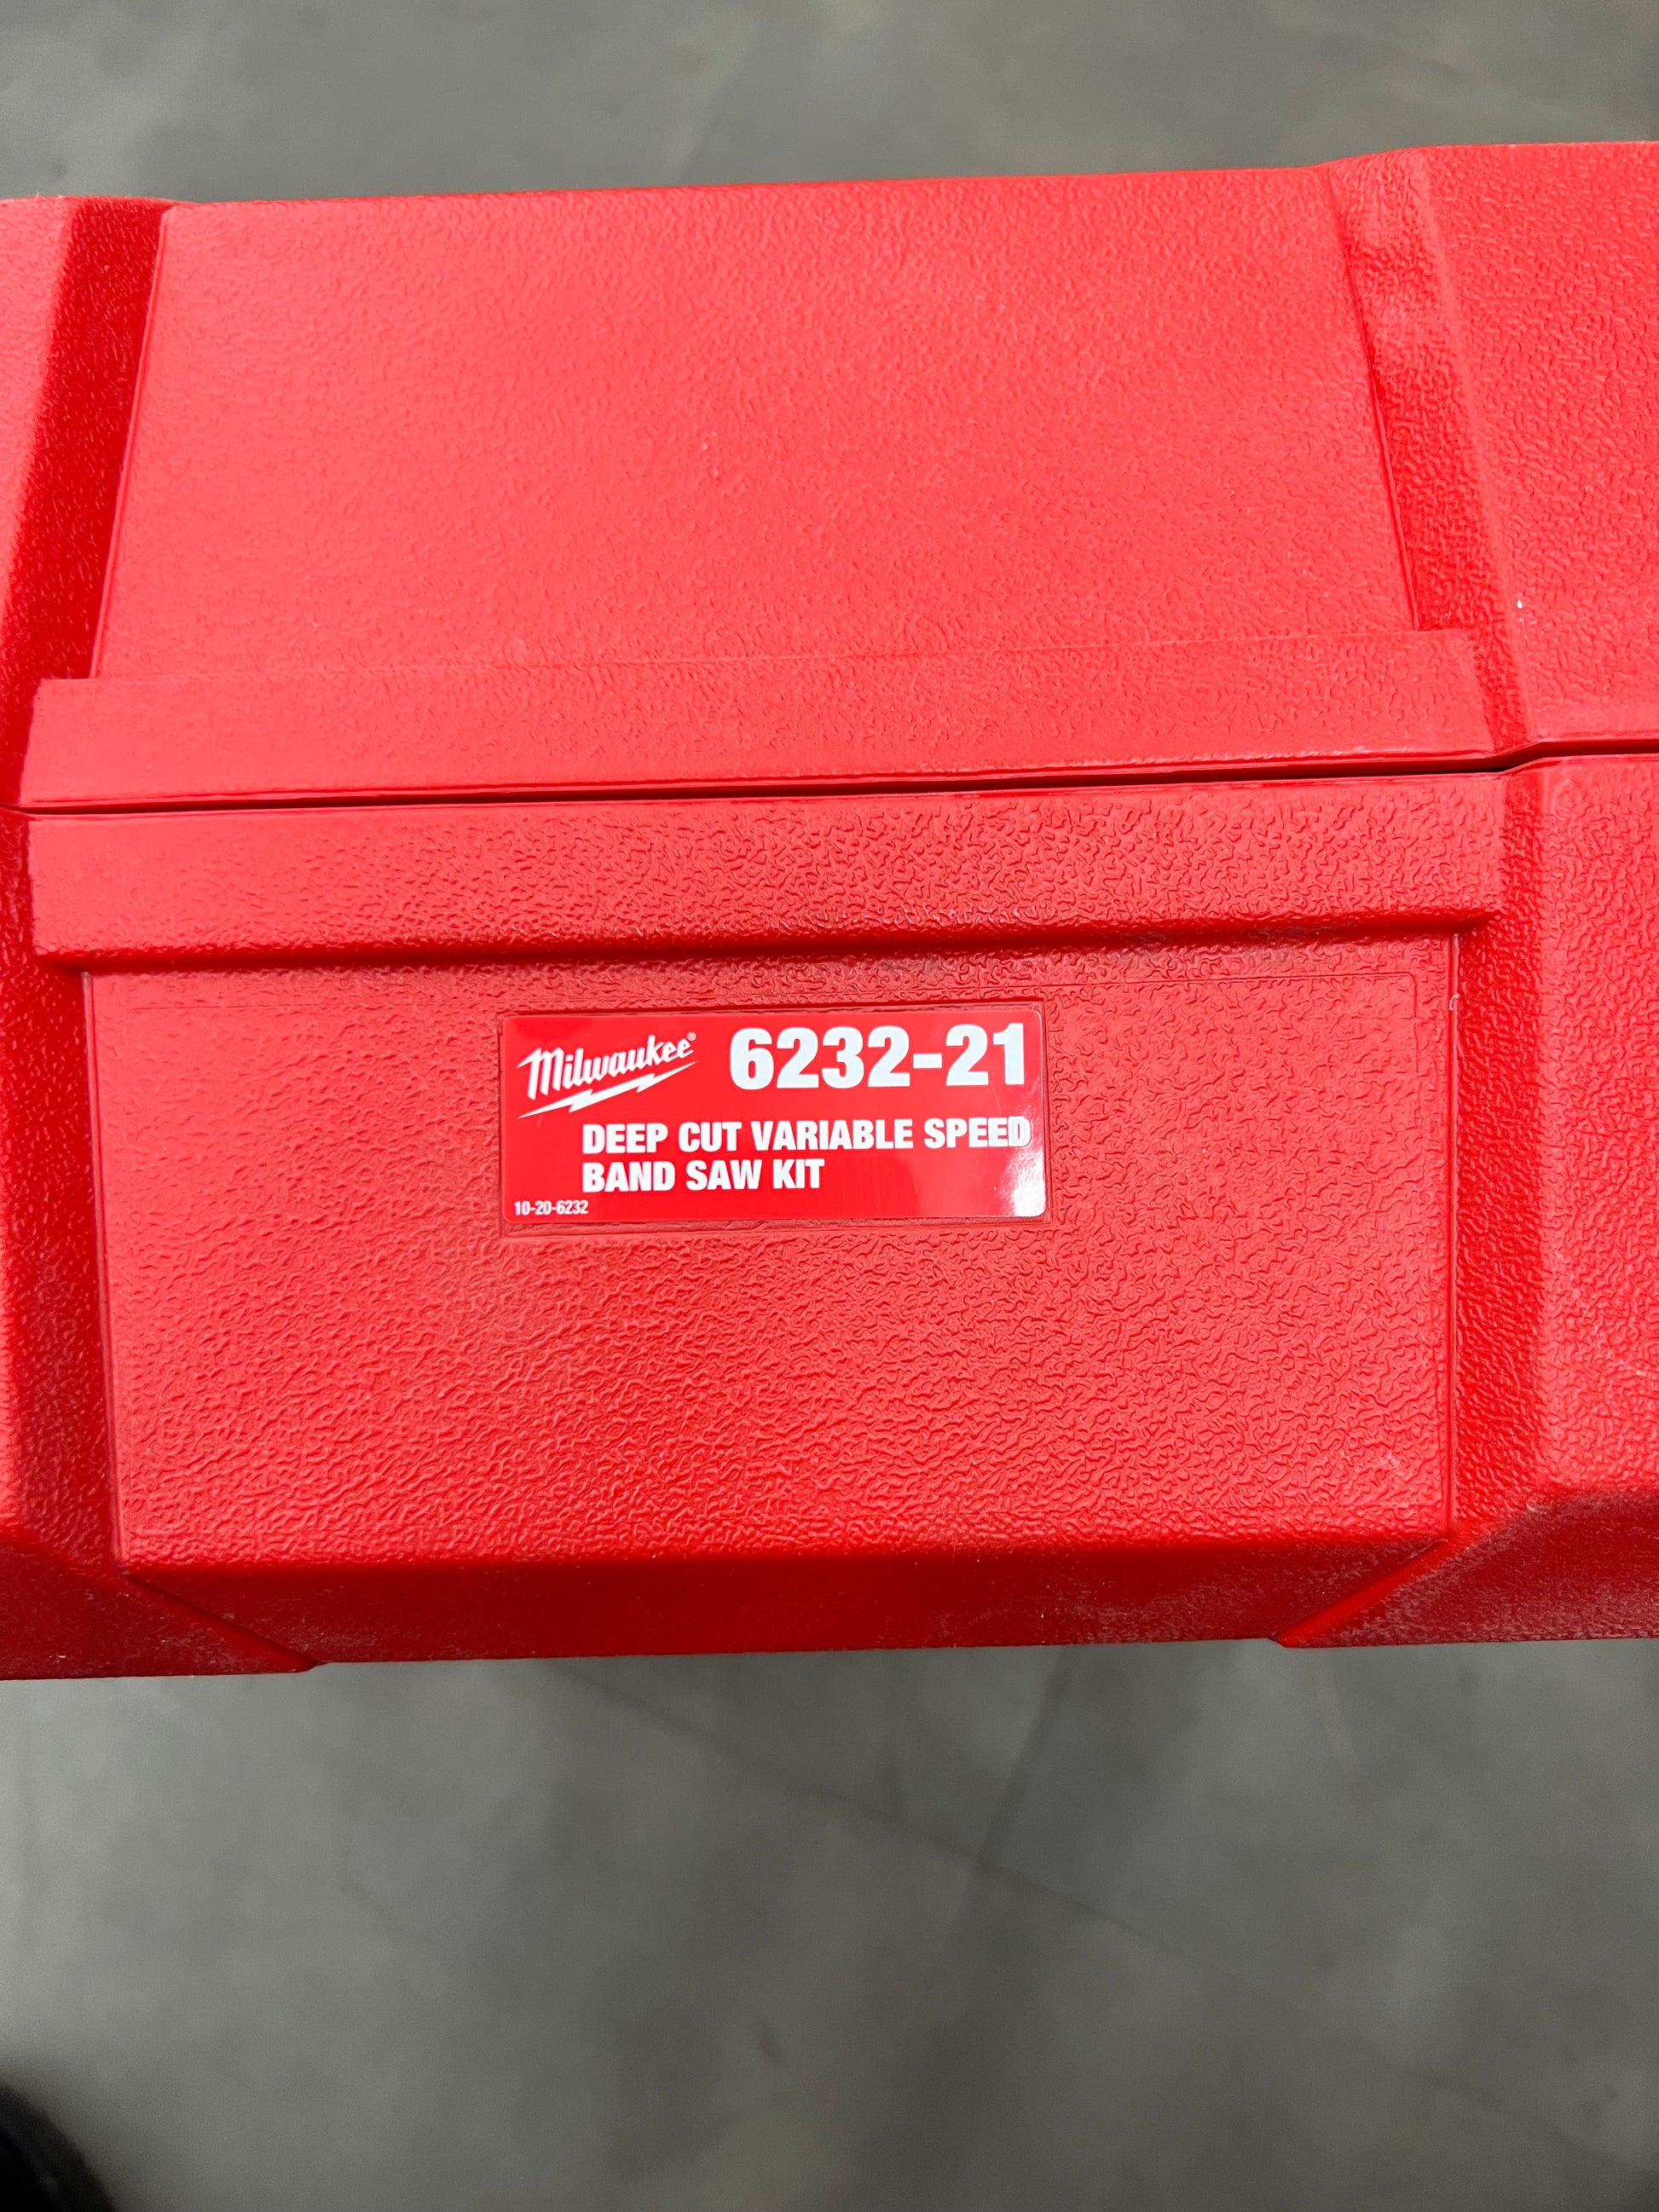 Milwaukee® 6232-21
DEEP CUT VARIABLE SPEED
BAND SAW KIT
10-20-6232